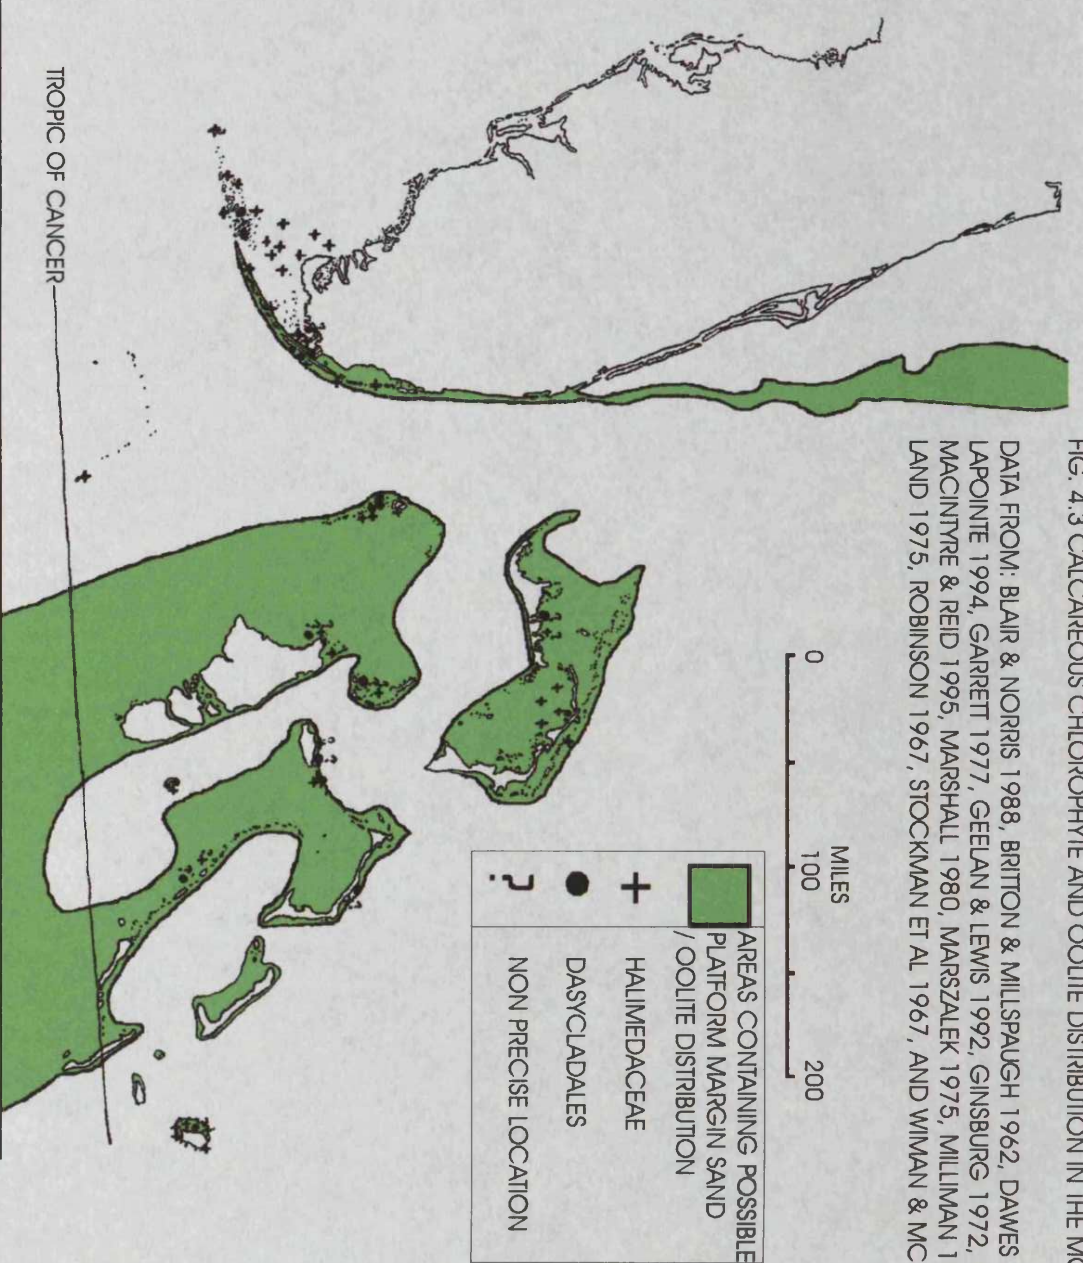 FIG. 4.3 CALCAREOUS CHLOROPHYTE AND OOLITE DISTRIBUTION IN THE
DATA FROM: BLAIR & NORRIS 1988, BRITTON & MILLSPAUGH 1962, DAWES
LAPOINTE 1994, GARRETT 1977, GEELAN & LEWIS 1992, GINSBURG 1972,
MACINTYRE & REID 1995, MARSHALL 1980, MARSZALEK 1975, MILLIMAN 1
LAND 1975, ROBINSON 1967, STOCKMAN ET AL 1967, AND WIMAN & MC
MILES
0 100 200
AREAS CONTAINING POSSIBLE
PLATFORM MARGIN SAND
/ OOLITE DISTRIBUTION
+ HALIMEDACEAE
● DASYCLADALES
? NON PRECISE LOCATION
TROPIC OF CANCER